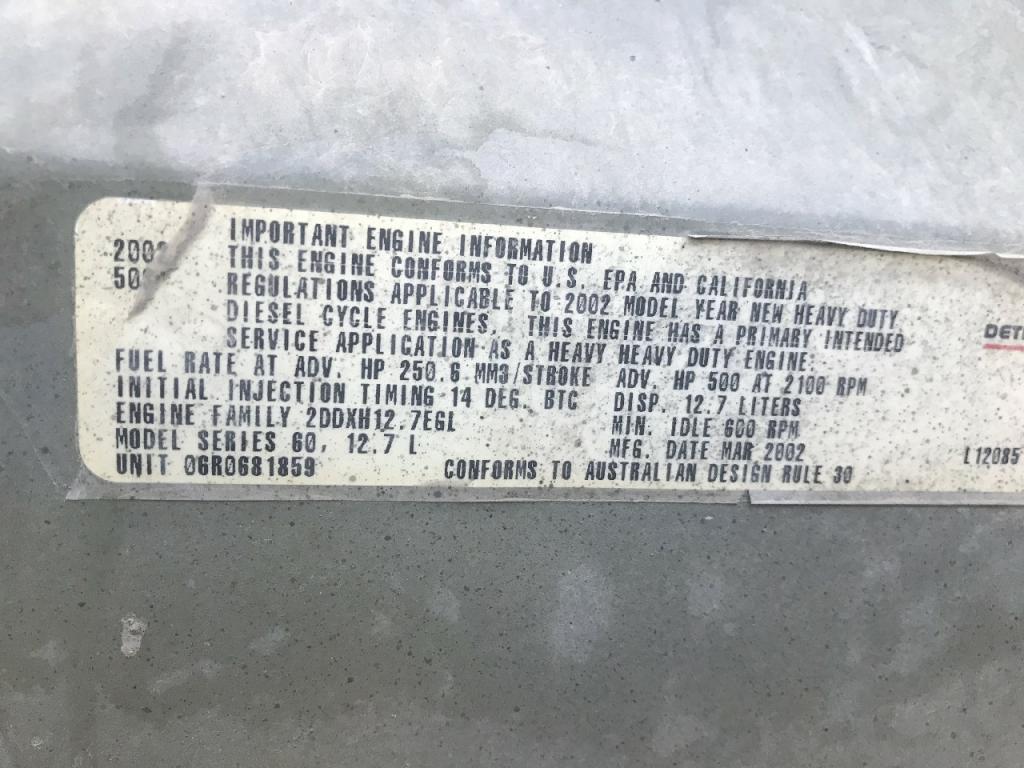 IMPORTANT ENGINE INFORMATION
THIS ENGINE CONFORMS TO U.S. EPA AND CALIFORNIA
REGULATIONS APPLICABLE TO 2002 MODEL YEAR NEW HEAVY DUTY
DIESEL CYCLE ENGINES. THIS ENGINE HAS A PRIMARY INTENDED
SERVICE APPLICATION AS A HEAVY HEAVY DUTY ENGINE:
FUEL RATE AT ADV. HP 250.6 MM3/STROKE ADV. HP 500 AT 2100 RPM
INITIAL INJECTION TIMING 14 DEG. BTC DISP. 12.7 LITERS
ENGINE FAMILY 2DDXH12.7EGL MIN. IDLE 600 RPM
MODEL SERIES 60, 12.7 L MFG. DATE MAR 2002
UNIT 06R0681859 CONFORMS TO AUSTRALIAN DESIGN RULE 30
L12085